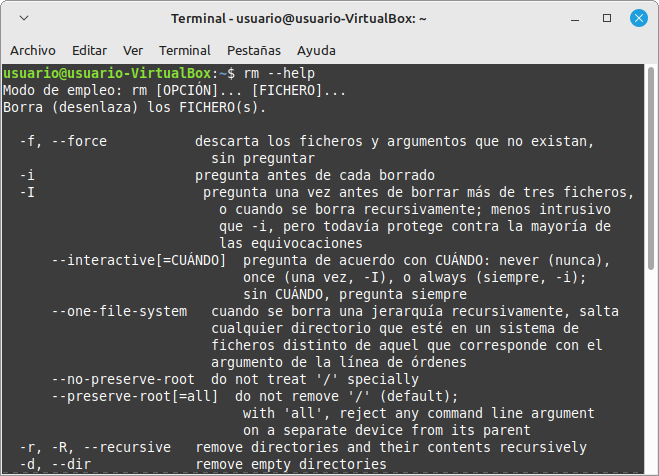 Terminal - usuario@usuario-VirtualBox: ~
Archivo Editar Ver Terminal Pestañas Ayuda
usuario@usuario-VirtualBox:~$ rm --help
Modo de empleo: rm [OPCIÓN]... [FICHERO]...
Borra (desenlaza) los FICHERO(s).

  -f, --force           descarta los ficheros y argumentos que no existan,
                          sin preguntar
  -i                    pregunta antes de cada borrado
  -I                     pregunta una vez antes de borrar más de tres ficheros,
                           o cuando se borra recursivamente; menos intrusivo
                           que -i, pero todavía protege contra la mayoría de
                           las equivocaciones
      --interactive[=CUÁNDO]  pregunta de acuerdo con CUÁNDO: never (nunca),
                              once (una vez, -I), o always (siempre, -i);
                              sin CUÁNDO, pregunta siempre
      --one-file-system   cuando se borra una jerarquía recursivamente, salta
                          cualquier directorio que esté en un sistema de
                          ficheros distinto de aquel que corresponde con el
                          argumento de la línea de órdenes
      --no-preserve-root  do not treat '/' specially
      --preserve-root[=all]  do not remove '/' (default);
                              with 'all', reject any command line argument
                              on a separate device from its parent
  -r, -R, --recursive   remove directories and their contents recursively
  -d, --dir             remove empty directories